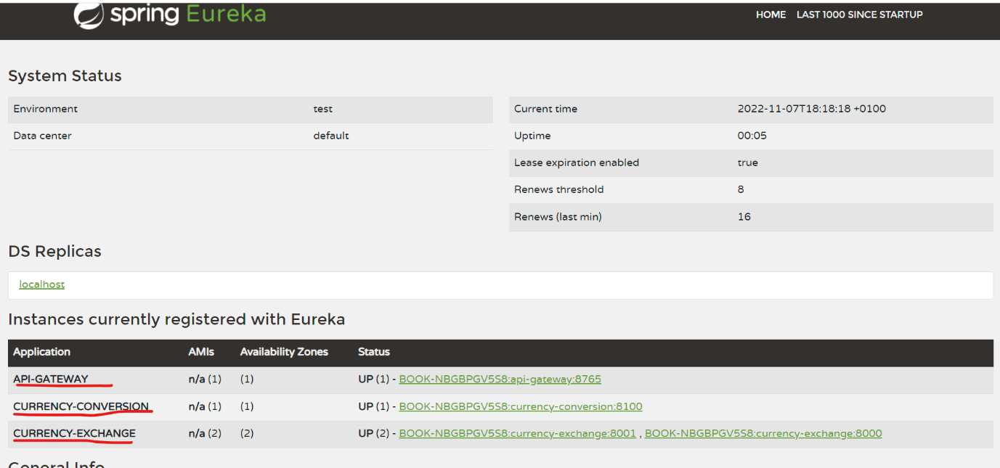 spring Eureka
HOME LAST 1000 SINCE STARTUP
System Status
Environment test
Data center default
Current time 2022-11-07T18:18:18 +0100
Uptime 00:05
Lease expiration enabled true
Renews threshold 8
Renews (last min) 16
DS Replicas
localhost
Instances currently registered with Eureka
Application AMIs Availability Zones Status
API-GATEWAY n/a (1) (1) UP (1) - BOOK-NBGBPGV5S8:api-gateway:8765
CURRENCY-CONVERSION n/a (1) (1) UP (1) - BOOK-NBGBPGV5S8:currency-conversion:8100
CURRENCY-EXCHANGE n/a (2) (2) UP (2) - BOOK-NBGBPGV5S8:currency-exchange:8001 , BOOK-NBGBPGV5S8:currency-exchange:8000
General Info